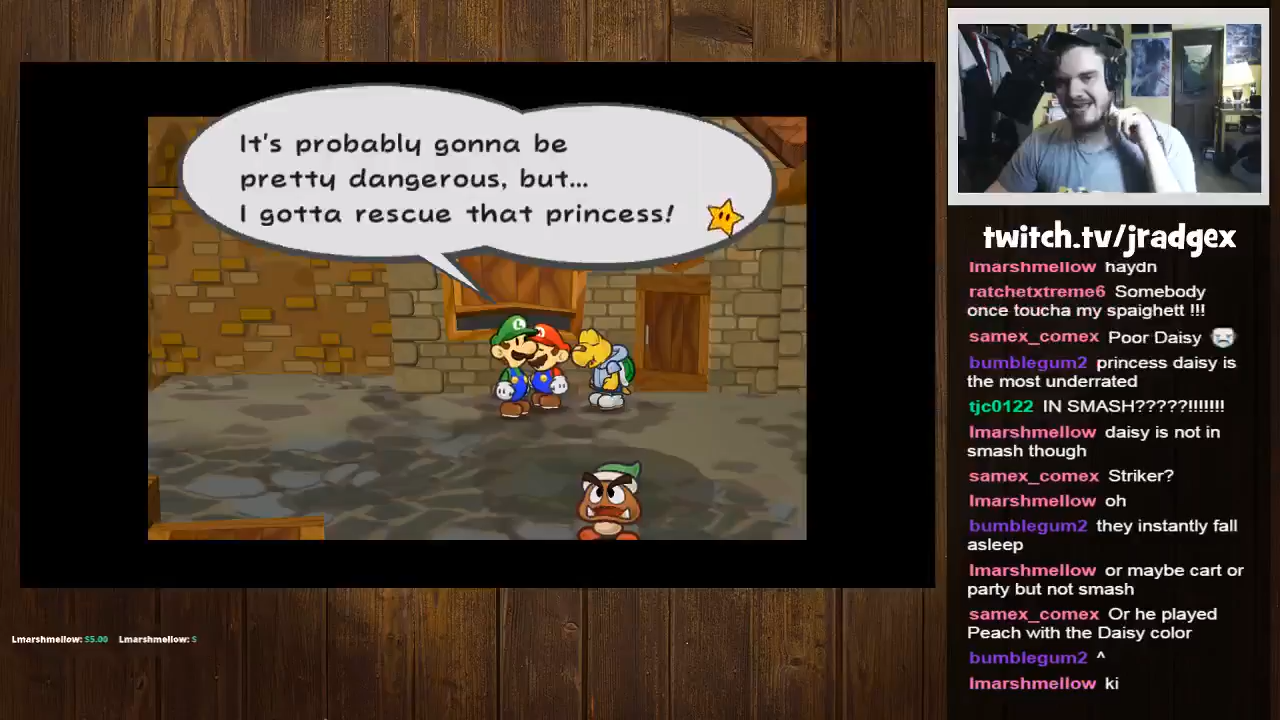 It's probably gonna be
pretty dangerous, but...
I gotta rescue that princess!
L
twitch.tv/jradgex
lmarshmellow haydn
ratchetxtreme6 Somebody
once toucha my spaighett !!!
samex_comex Poor Daisy
bumblegum2 princess daisy is
the most underrated
tjc0122 IN SMASH?????!!!!!!!
lmarshmellow daisy is not in
smash though
samex_comex Striker?
lmarshmellow oh
bumblegum2 they instantly fall
asleep
lmarshmellow or maybe cart or
party but not smash
samex_comex Or he played
Peach with the Daisy color
bumblegum2 ^
lmarshmellow ki
Lmarshmellow: $5.00 Lmarshmellow: $